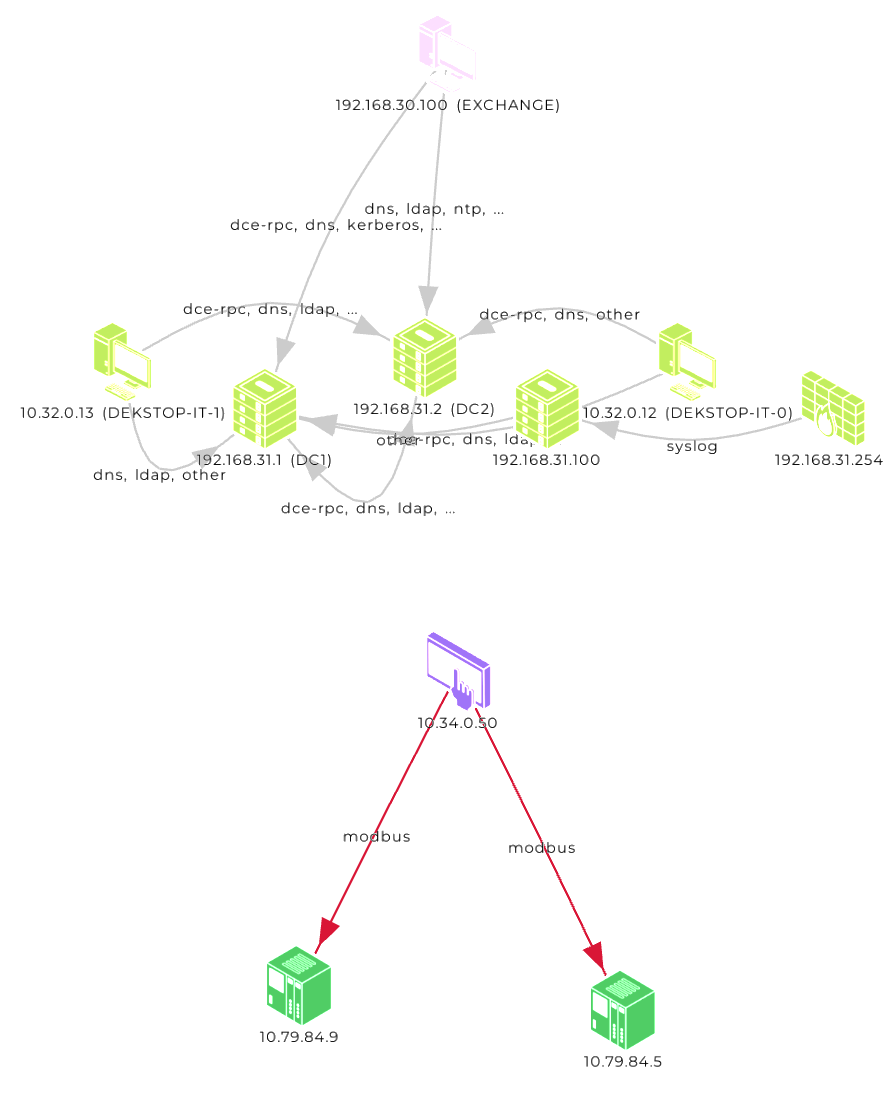 192.168.30.100 (EXCHANGE)
dns, ldap, ntp, ...
dce-rpc, dns, kerberos, ...
dce-rpc, dns, ldap, ...
dce-rpc, dns, other
192.168.31.2 (DC2)
10.32.0.13 (DEKSTOP-IT-1)
10.32.0.12 (DEKSTOP-IT-0)
other
dns,
syslog
192.168.31.1 (DC1)
192.168.31.100
192.168.31.254
dns, ldap, other
dce-rpc, dns, ldap, ...
10.34.0.50
modbus
modbus
10.79.84.9
10.79.84.5